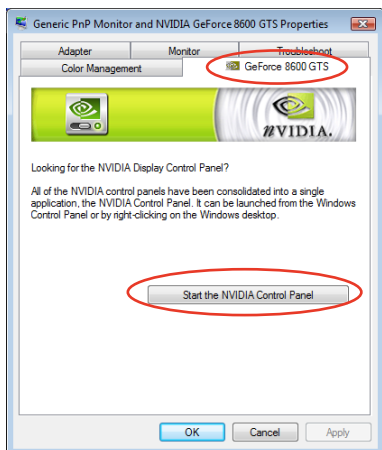 Generic PnP Monitor and NVIDIA GeForce 8600 GTS Properties
Adapter Monitor Troubleshoot
Color Management GeForce 8600 GTS
NVIDIA.
Looking for the NVIDIA Display Control Panel?
All of the NVIDIA control panels have been consolidated into a single
application, the NVIDIA Control Panel. It can be launched from the Windows
Control Panel or by right-clicking on the Windows desktop.
Start the NVIDIA Control Panel
OK Cancel Apply